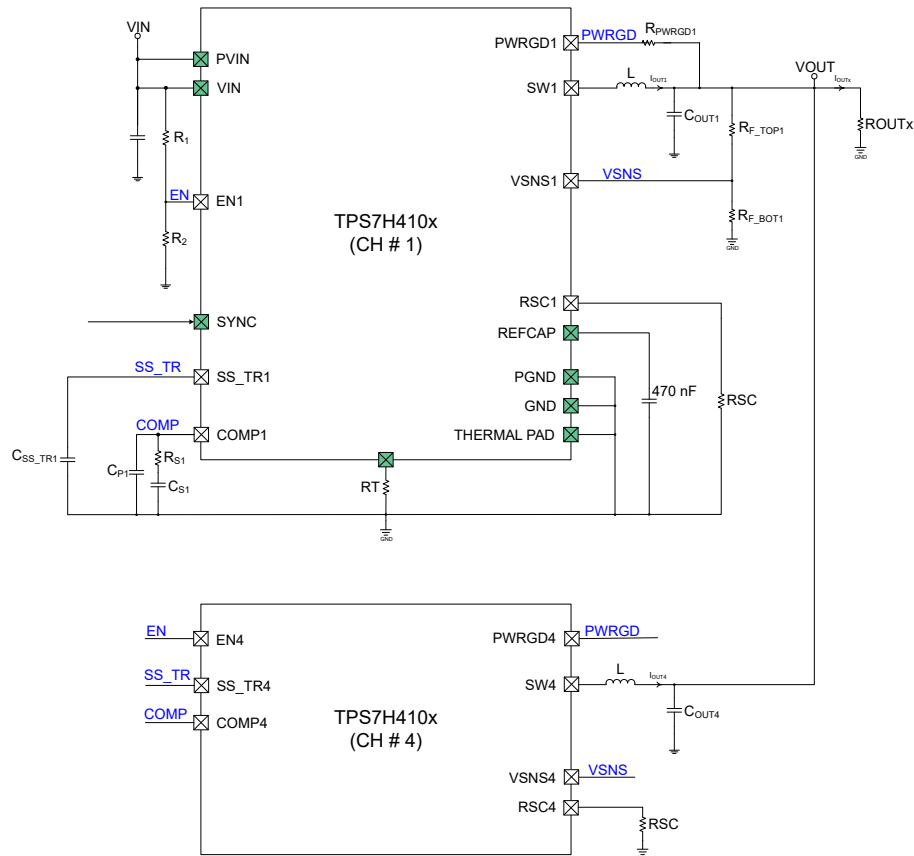 VIN
PVIN
VIN
R1
EN
EN1
R2
SYNC
SS_TR
SS_TR1
COMP
COMP1
CSS_TR1
CP1
RS1
CS1
RT
GND
TPS7H410x
(CH # 1)
PWRGD1
PWRGD
RPWRGD1
SW1
L
IOUT1
COUT1
VOUT
IOUTx
ROUTx
GND
RF_TOP1
VSNS1
VSNS
RF_BOT1
GND
RSC1
REFCAP
PGND
GND
THERMAL PAD
470 nF
RSC
EN
EN4
SS_TR
SS_TR4
COMP
COMP4
TPS7H410x
(CH # 4)
PWRGD4
PWRGD
SW4
L
IOUT4
COUT4
VSNS4
VSNS
RSC4
RSC